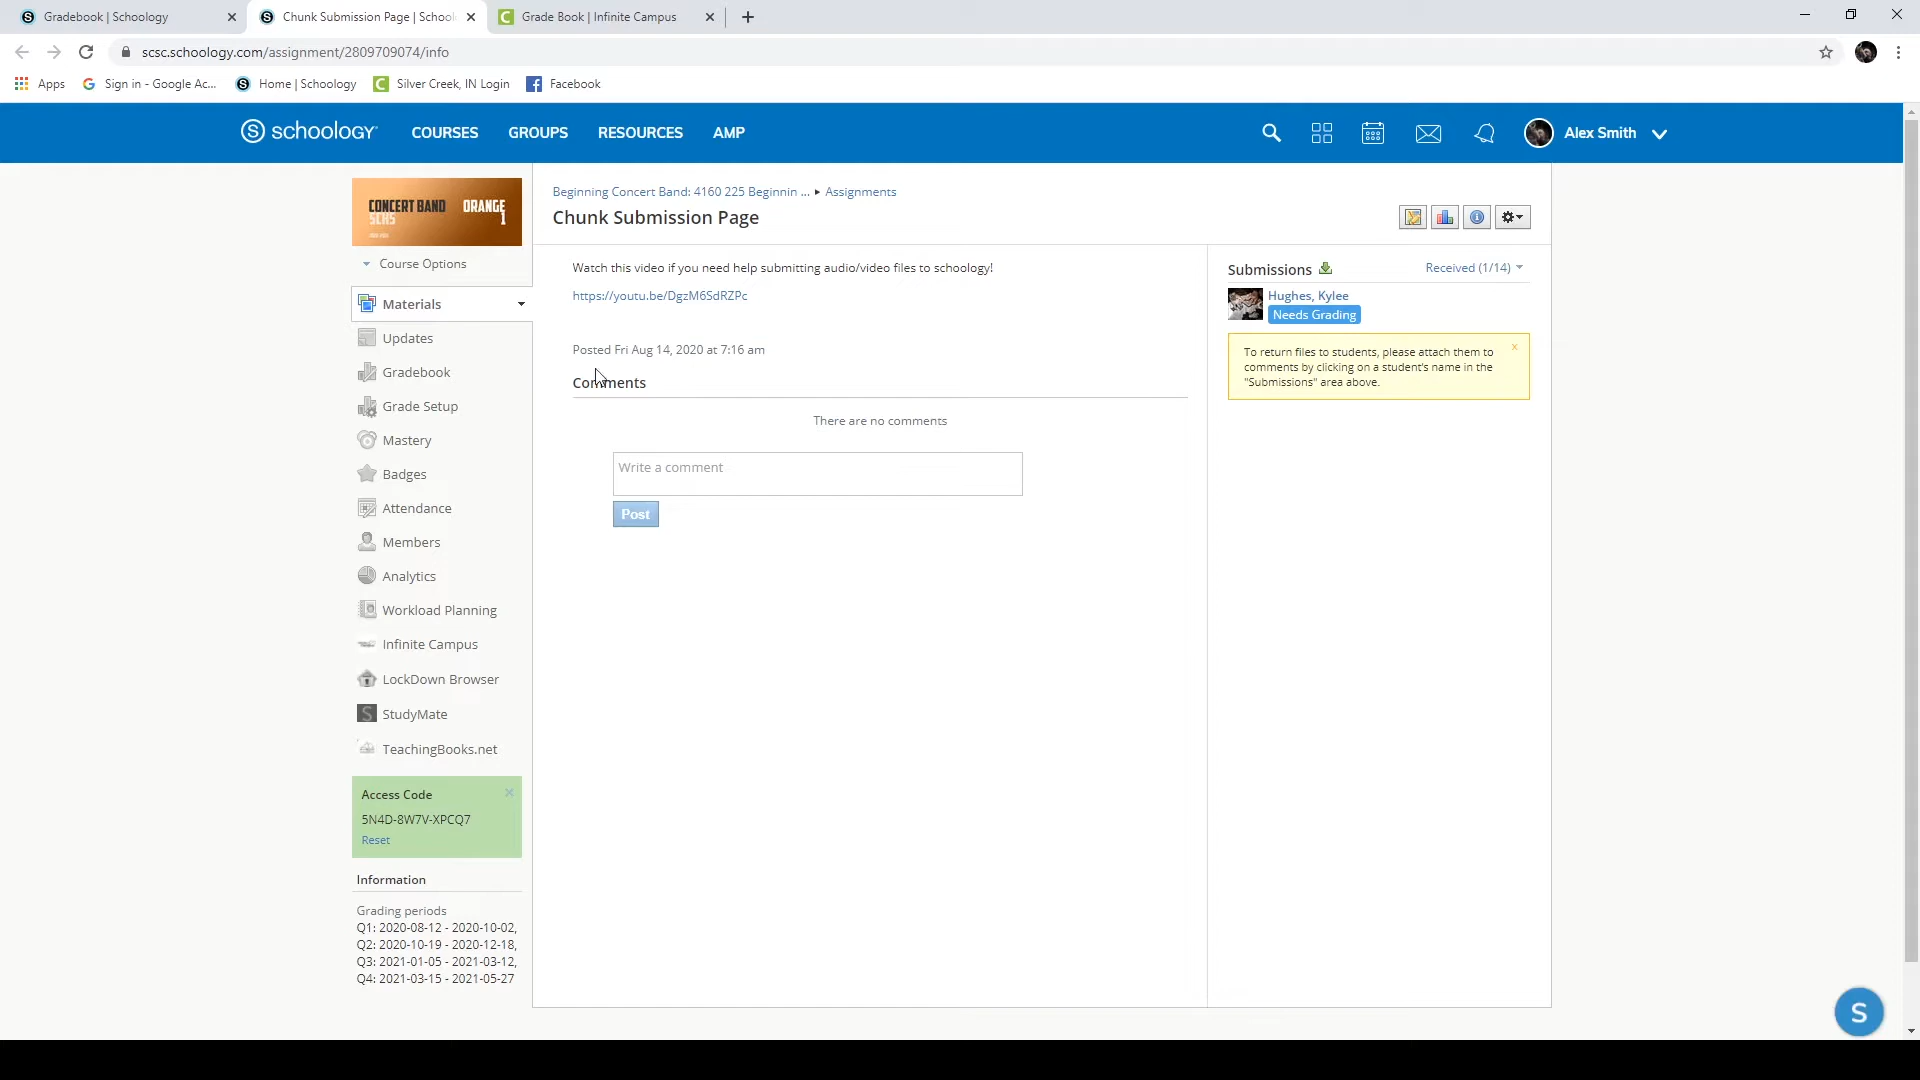 Gradebook | Schoology
Chunk Submission Page | School
Grade Book | Infinite Campus
scsc.schoology.com/assignment/2809709074/info
Apps
Sign in - Google Ac...
Home | Schoology
Silver Creek, IN Login
Facebook
schoology
COURSES
GROUPS
RESOURCES
AMP
Alex Smith
CONCERT BAND
SCHS
ORANGE
1
Course Options
Materials
Updates
Gradebook
Grade Setup
Mastery
Badges
Attendance
Members
Analytics
Workload Planning
Infinite Campus
LockDown Browser
StudyMate
TeachingBooks.net
Access Code
5N4D-8W7V-XPCQ7
Reset
Information
Grading periods
Q1: 2020-08-12 - 2020-10-02,
Q2: 2020-10-19 - 2020-12-18,
Q3: 2021-01-05 - 2021-03-12,
Q4: 2021-03-15 - 2021-05-27
Beginning Concert Band: 4160 225 Beginnin ... ▸ Assignments
Chunk Submission Page
Watch this video if you need help submitting audio/video files to schoology!
https://youtu.be/DgzM6SdRZPc
Posted Fri Aug 14, 2020 at 7:16 am
Comments
There are no comments
Write a comment
Post
Submissions
Received (1/14)
Hughes, Kylee
Needs Grading
To return files to students, please attach them to
comments by clicking on a student's name in the
"Submissions" area above.
S